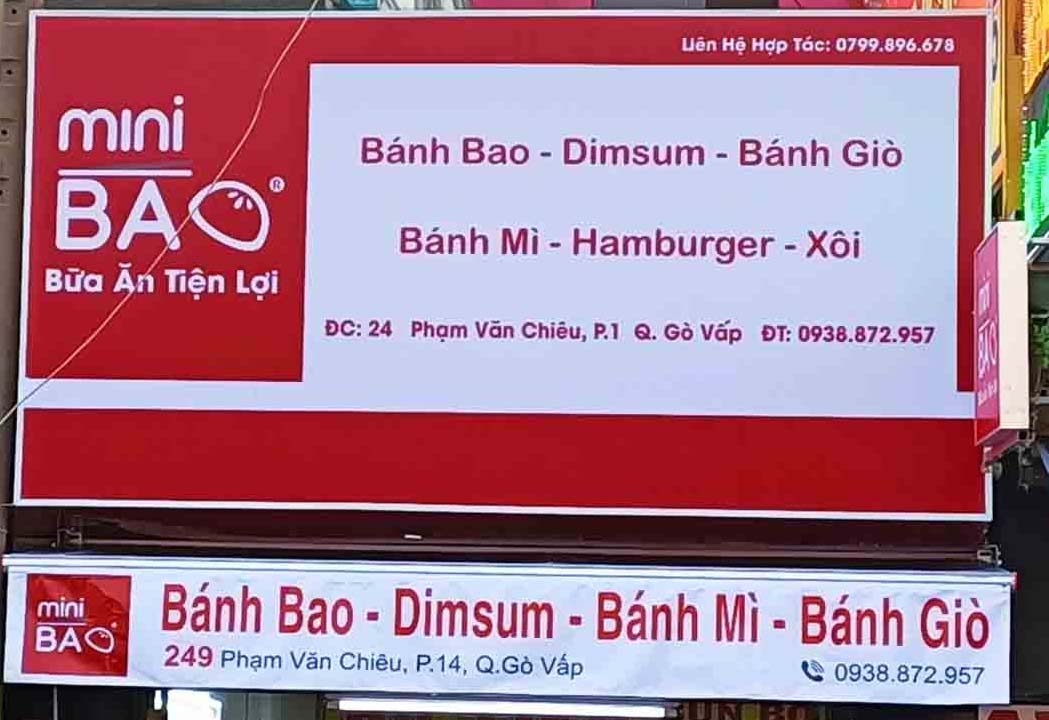 Liên Hệ Hợp Tác: 0799.896.678
mini
BAO®
Bữa Ăn Tiện Lợi
Bánh Bao - Dimsum - Bánh Giò
Bánh Mì - Hamburger - Xôi
ĐC: 24 Phạm Văn Chiêu, P.1 Q. Gò Vấp ĐT: 0938.872.957
mini
BAO
mini
BAO
Bánh Bao - Dimsum - Bánh Mì - Bánh Giò
249 Phạm Văn Chiêu, P.14, Q.Gò Vấp
0938.872.957